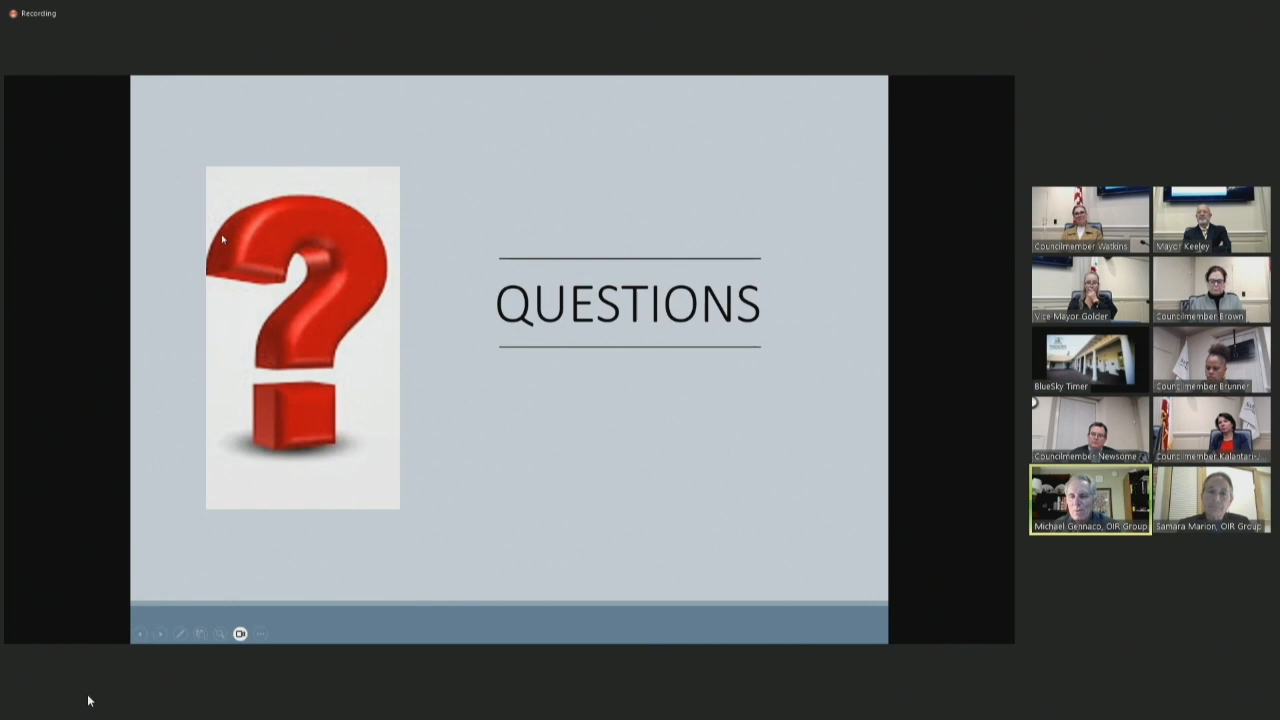 Recording
QUESTIONS
Councilmember Watkins
Mayor Keeley
Vice Mayor Golder
Councilmember Brown
BlueSky Timer
Councilmember Brunner
Councilmember Newsome
Councilmember Kalantari-J...
Michael Gennaco, OIR Group
Samara Marion, OIR Group